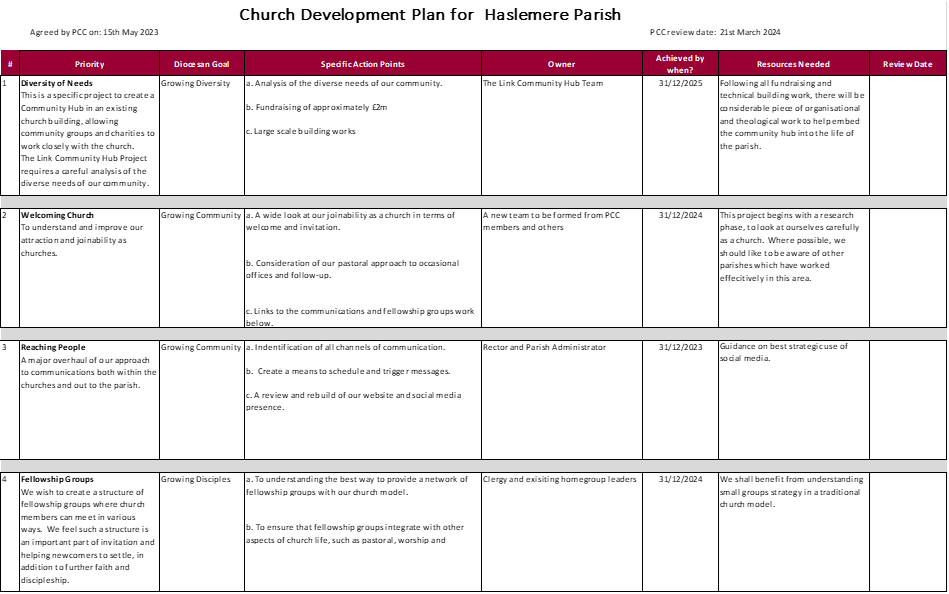 Church Development Plan for Haslemere Parish
Agreed by PCC on: 15th May 2023
PCC review date: 21st March 2024
#
Priority
Diocesan Goal
Specific Action Points
Owner
Achieved by
when?
Resources Needed
Review Date
1
Diversity of Needs
This is a specific project to create a
Community Hub in an existing
church building, allowing
community groups and charities to
work closely with the church.
The Link Community Hub Project
requires a careful analysis of the
diverse needs of our community.
Growing Diversity
a. Analysis of the diverse needs of our community.
b. Fundraising of approximately £2m
c. Large scale building works
The Link Community Hub Team
31/12/2025
Following all fundraising and
technical building work, there will be
considerable piece of organisational
and theological work to help embed
the community hub into the life of
the parish.
2
Welcoming Church
To understand and improve our
attraction and joinability as
churches.
Growing Community
a. A wide look at our joinability as a church in terms of
welcome and invitation.
b. Consideration of our pastoral approach to occasional
offices and follow-up.
c. Links to the communications and fellowship groups work
below.
A new team to be formed from PCC
members and others
31/12/2024
This project begins with a research
phase, to look at ourselves carefully
as a church. Where possible, we
should like to be aware of other
parishes which have worked
effecitively in this area.
3
Reaching People
A major overhaul of our approach
to communications both within the
churches and out to the parish.
Growing Community
a. Indentification of all channels of communication.
b. Create a means to schedule and trigger messages.
c. A review and rebuild of our website and social media
presence.
Rector and Parish Administrator
31/12/2023
Guidance on best strategic use of
social media.
4
Fellowship Groups
We wish to create a structure of
fellowship groups where church
members can meet in various
ways. We feel such a structure is
an important part of invitation and
helping newcomers to settle, in
addition to further faith and
discipleship.
Growing Disciples
a. To understanding the best way to provide a network of
fellowship groups with our church model.
b. To ensure that fellowship groups integrate with other
aspects of church life, such as pastoral, worship and
Clergy and exisiting homegroup leaders
31/12/2024
We shall benefit from understanding
small groups strategy in a traditional
church model.